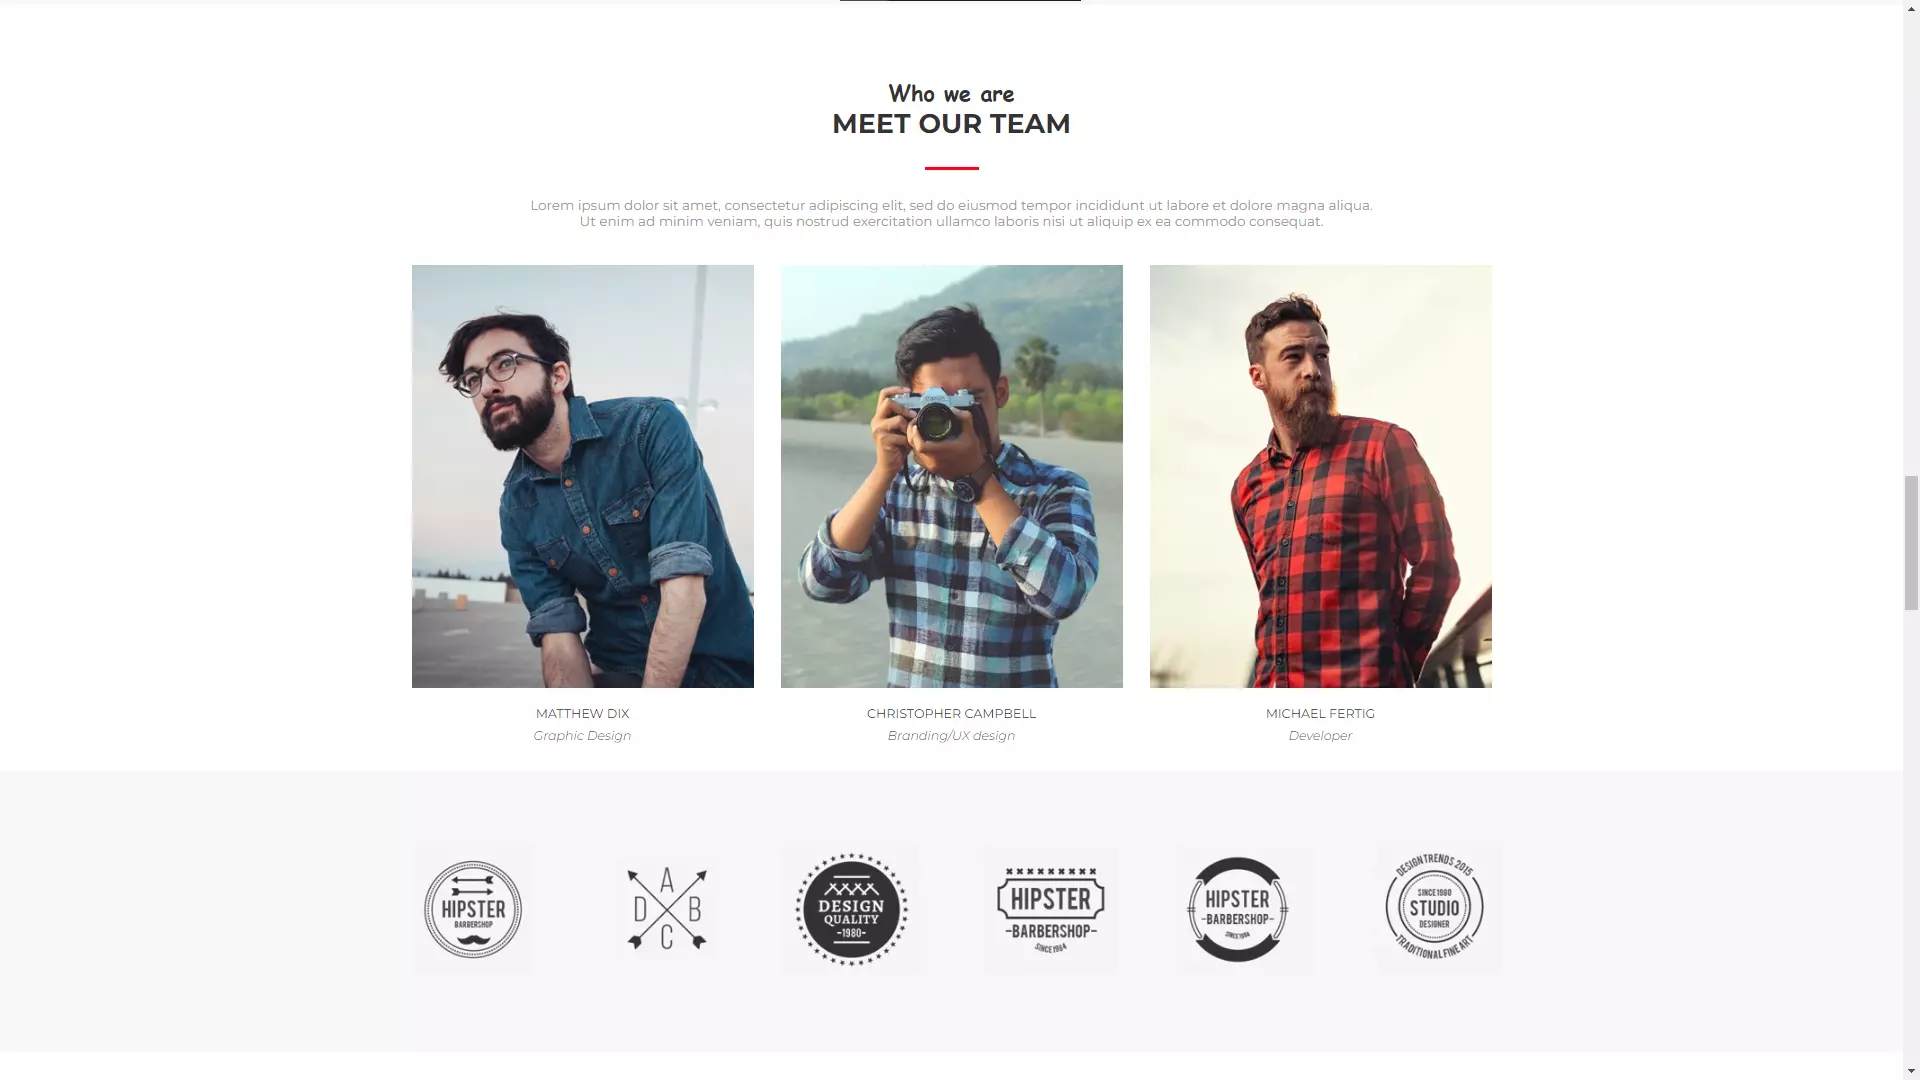 Who we are
MEET OUR TEAM
Lorem ipsum dolor sit amet, consectetur adipiscing elit, sed do eiusmod tempor incididunt ut labore et dolore magna aliqua.
Ut enim ad minim veniam, quis nostrud exercitation ullamco laboris nisi ut aliquip ex ea commodo consequat.
MATTHEW DIX
Graphic Design
CHRISTOPHER CAMPBELL
Branding/UX design
MICHAEL FERTIG
Developer
HIPSTER
BARBERSHOP
A
D B
C
DESIGN
QUALITY
-1980-
HIPSTER
-BARBERSHOP-
SINCE 1984
HIPSTER
-BARBERSHOP-
SINCE 1984
DESIGN TRENDS 2015
SINCE 1980
STUDIO
DESIGNER
TRADITIONAL FINE ART